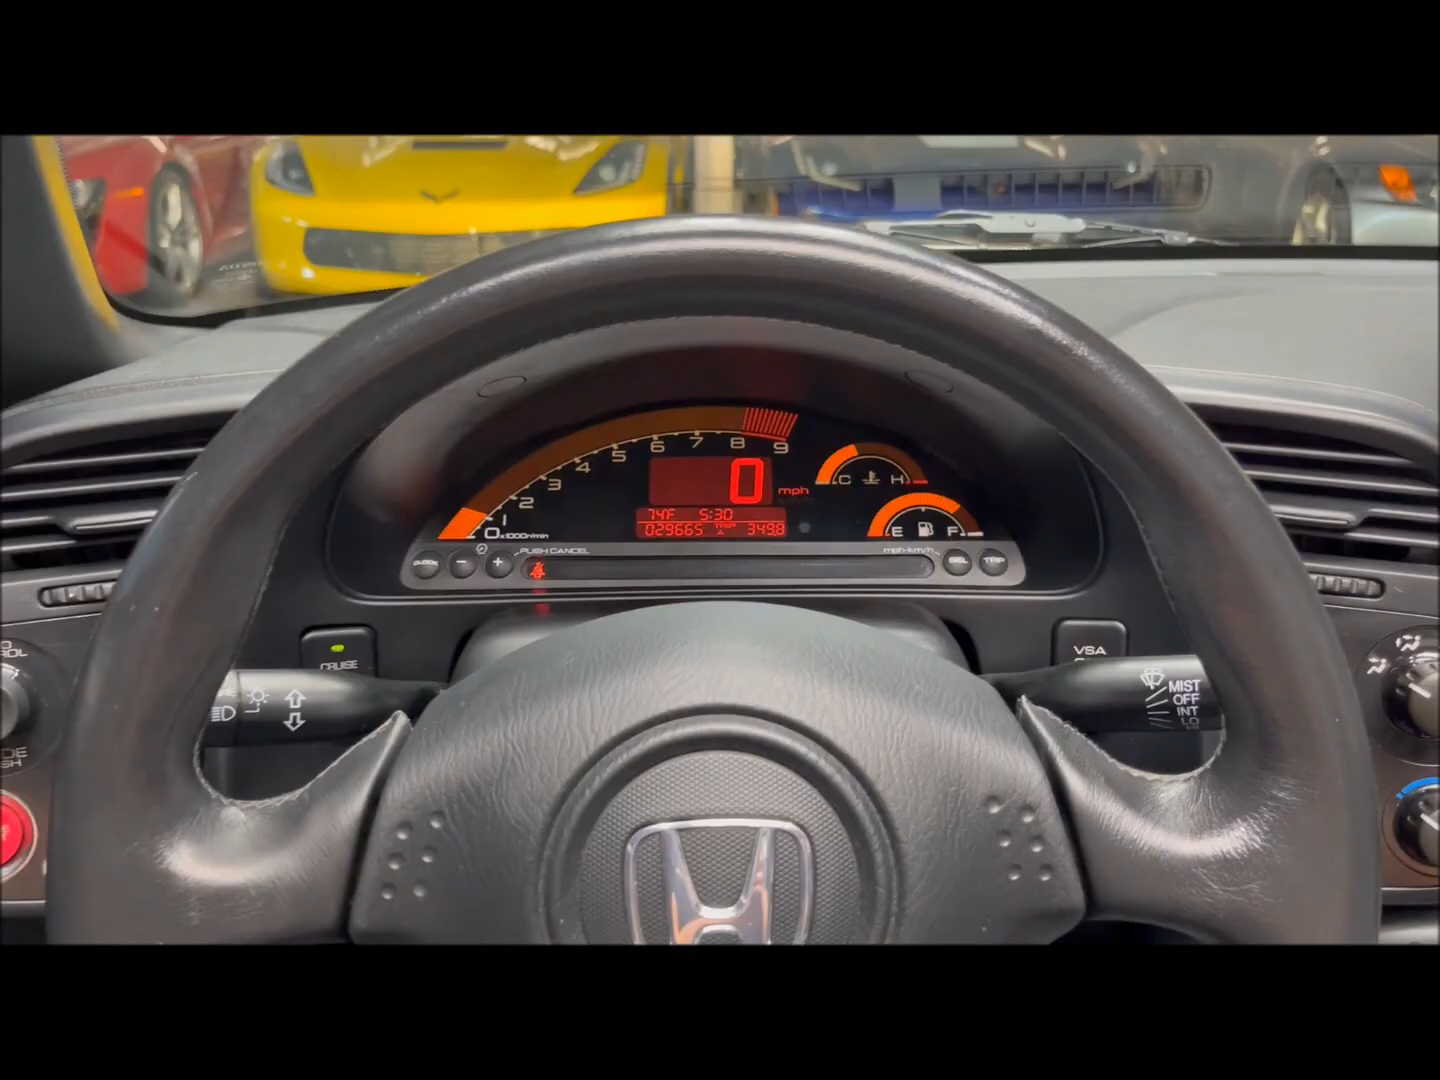 6 7 8 9
5
4
3
2
1
0 x1000r/min
0 mph
74F 5:30
029665 TRIP 349.8
C H
E F
PUSH CANCEL
mph-km/h
- +
SEL TRIP
CRUISE
VSA
MIST
OFF
INT
LO